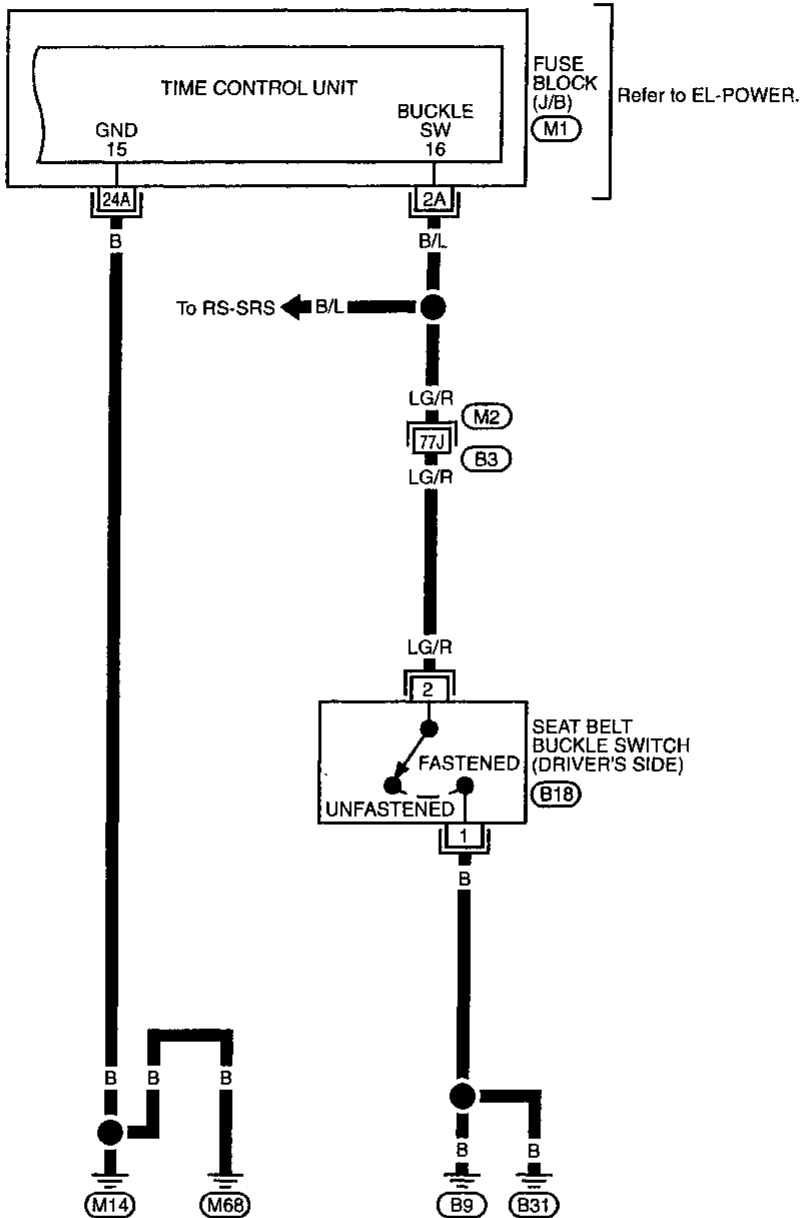 TIME CONTROL UNIT
GND
15
BUCKLE
SW
16
FUSE
BLOCK
(J/B)
M1
Refer to EL-POWER.
24A
2A
B
B/L
To RS-SRS
B/L
LG/R
M2
77J
B3
LG/R
LG/R
2
FASTENED
UNFASTENED
SEAT BELT
BUCKLE SWITCH
(DRIVER'S SIDE)
B18
1
B
B
B
B
B
B
M14
M68
B9
B31